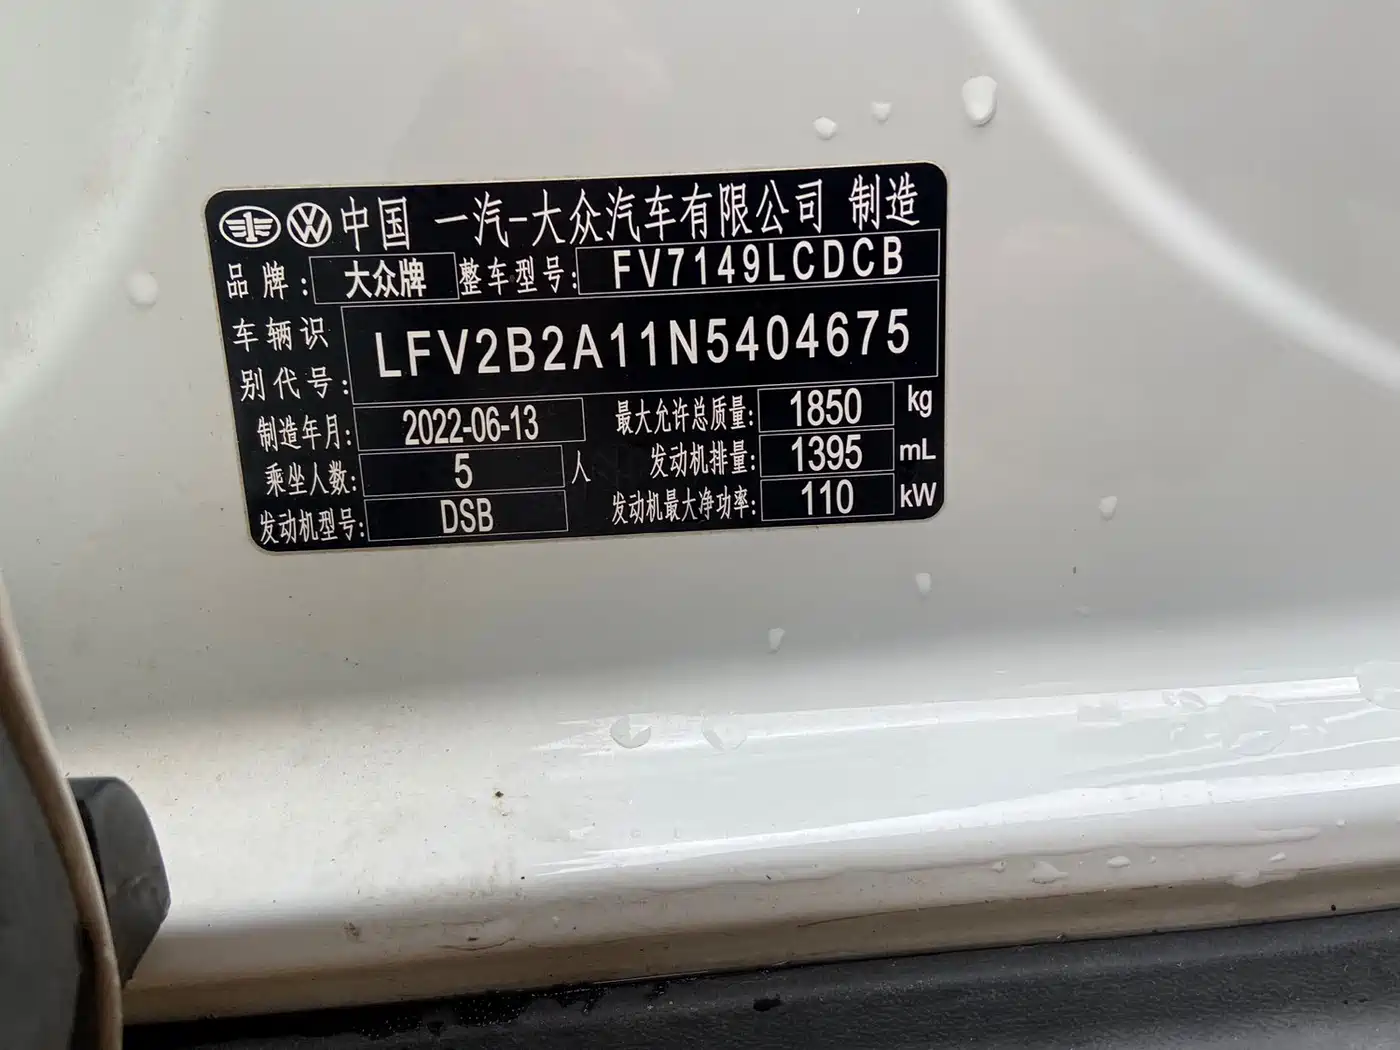 中国 一汽-大众汽车有限公司 制造
品牌: 大众牌 整车型号: FV7149LCDCB
车辆识别代号: LFV2B2A11N5404675
制造年月: 2022-06-13 最大允许总质量: 1850 kg
乘坐人数: 5 人 发动机排量: 1395 mL
发动机型号: DSB 发动机最大净功率: 110 kW